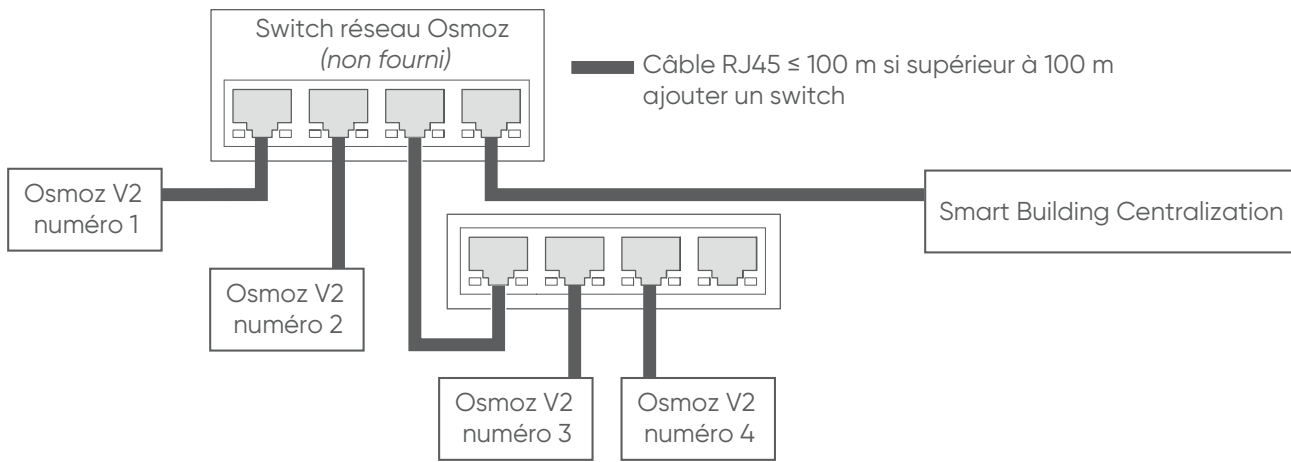 Switch réseau Osmoz
(non fourni)
Câble RJ45 ≤ 100 m si supérieur à 100 m
ajouter un switch
Osmoz V2
numéro 1
Smart Building Centralization
Osmoz V2
numéro 2
Osmoz V2
numéro 3
Osmoz V2
numéro 4